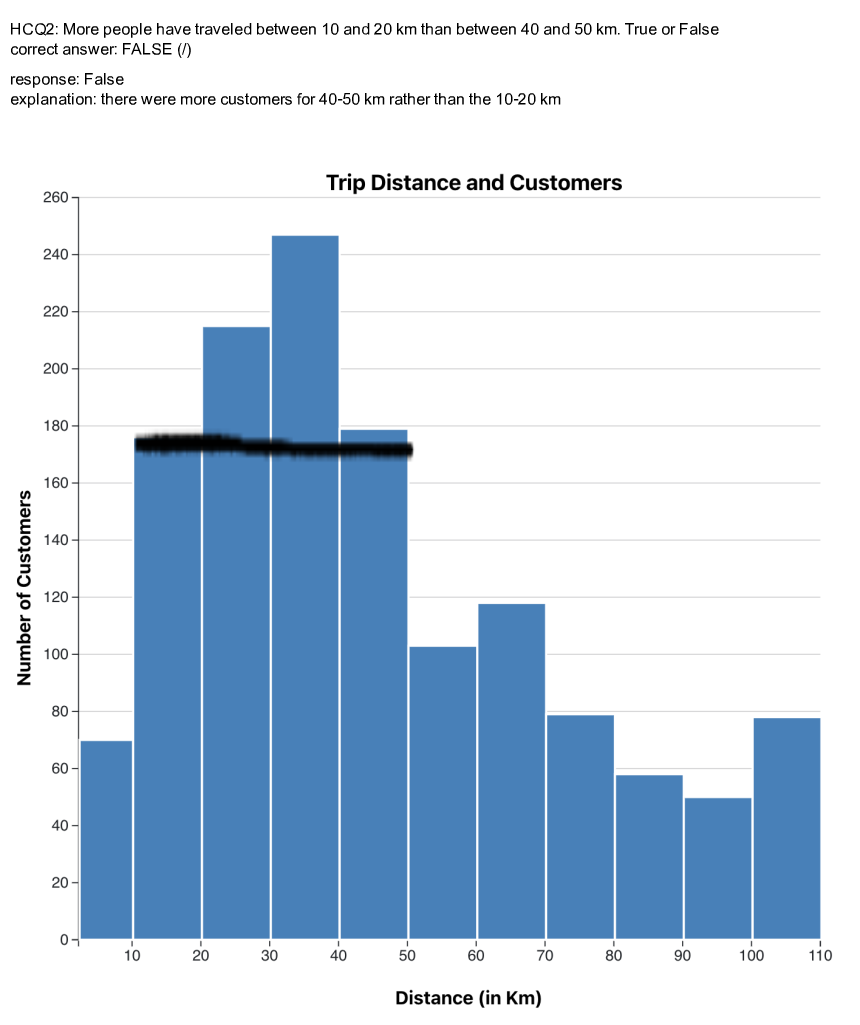 HCQ2: More people have traveled between 10 and 20 km than between 40 and 50 km. True or False
correct answer: FALSE (/)
response: False
explanation: there were more customers for 40-50 km rather than the 10-20 km
Trip Distance and Customers
260
240
220
200
180
160
140
120
100
80
60
40
20
0
Number of Customers
10 20 30 40 50 60 70 80 90 100 110
Distance (in Km)